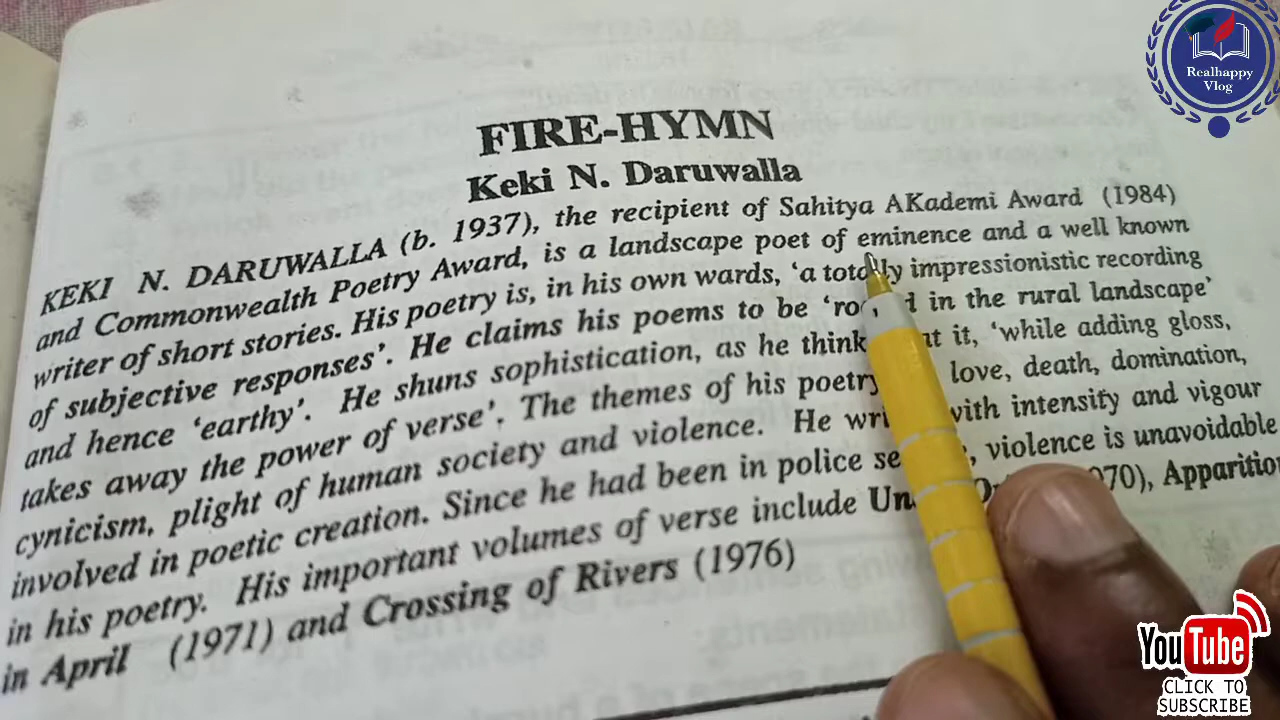 Realhappy
Vlog
FIRE-HYMN
Keki N. Daruwalla
KEKI N. DARUWALLA (b. 1937), the recipient of Sahitya AKademi Award (1984)
and Commonwealth Poetry Award, is a landscape poet of eminence and a well known
writer of short stories. His poetry is, in his own wards, 'a totally impressionistic recording
of subjective responses'. He claims his poems to be 'ro d in the rural landscape'
and hence 'earthy'. He shuns sophistication, as he think at it, 'while adding gloss,
takes away the power of verse'. The themes of his poetry love, death, domination,
cynicism, plight of human society and violence. He wri with intensity and vigour
involved in poetic creation. Since he had been in police se , violence is unavoidable
in his poetry. His important volumes of verse include Un O 970), Apparition
in April (1971) and Crossing of Rivers (1976)
You Tube
CLICK TO
SUBSCRIBE